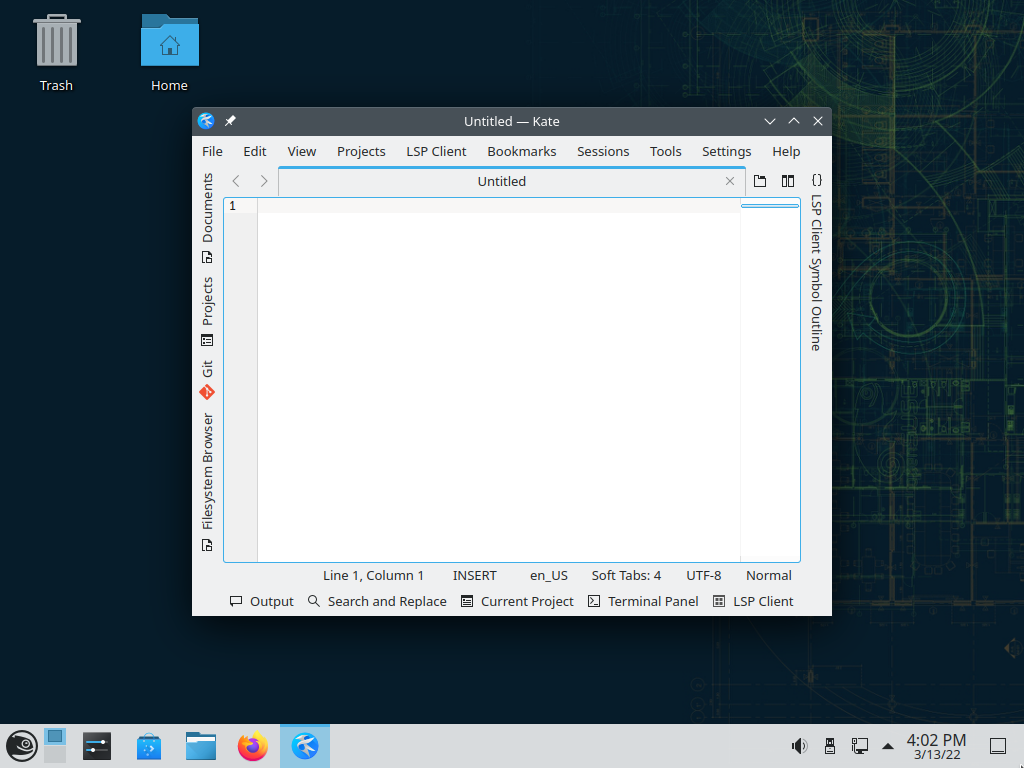 Trash
Home
Untitled — Kate
File Edit View Projects LSP Client Bookmarks Sessions Tools Settings Help
Untitled
Documents
Projects
Git
Filesystem Browser
1
LSP Client Symbol Outline
Line 1, Column 1 INSERT en_US Soft Tabs: 4 UTF-8 Normal
Output Search and Replace Current Project Terminal Panel LSP Client
4:02 PM
3/13/22